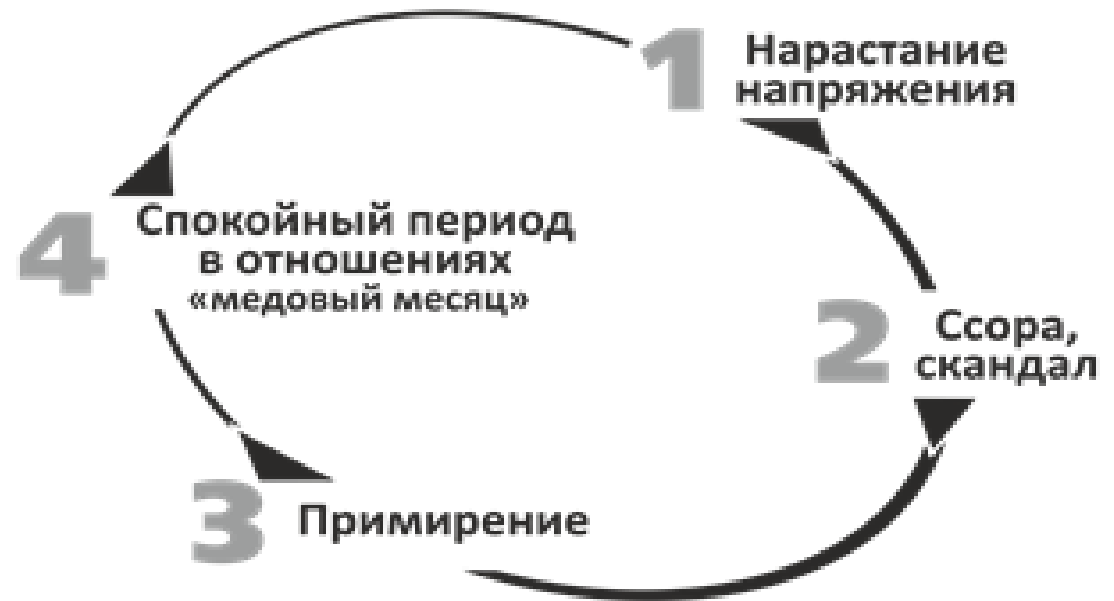 1 Нарастание
напряжения
2 Ссора,
скандал
3 Примирение
4 Спокойный период
в отношениях
«медовый месяц»